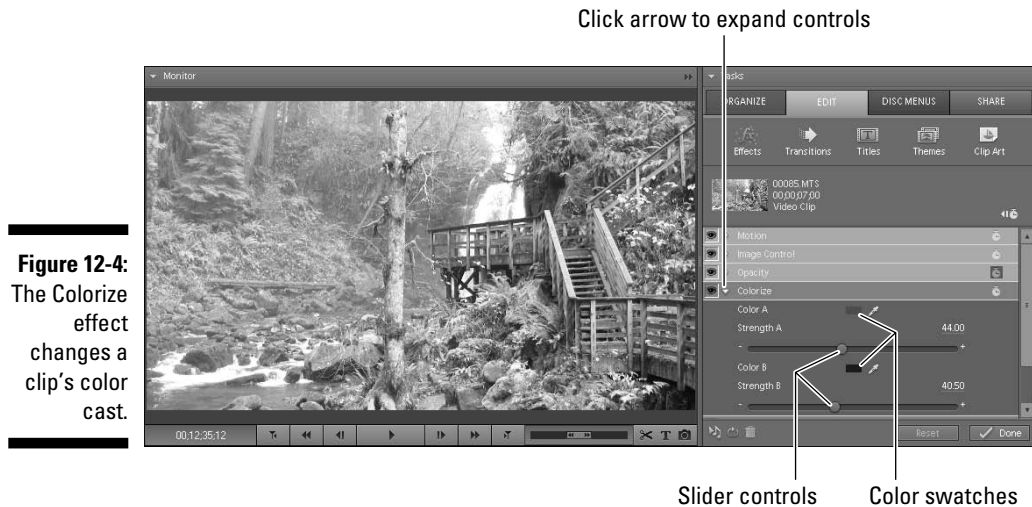 Click arrow to expand controls
Monitor
Tasks
ORGANIZE EDIT DISC MENUS SHARE
Effects Transitions Titles Themes Clip Art
00085.MTS
00;00;07;00
Video Clip
Motion
Image Control
Opacity
Colorize
Color A
Strength A 44.00
- +
Color B
Strength B 40.50
- +
00;12;35;12 T
Reset Done
Slider controls Color swatches
Figure 12-4:
The Colorize
effect
changes a
clip's color
cast.